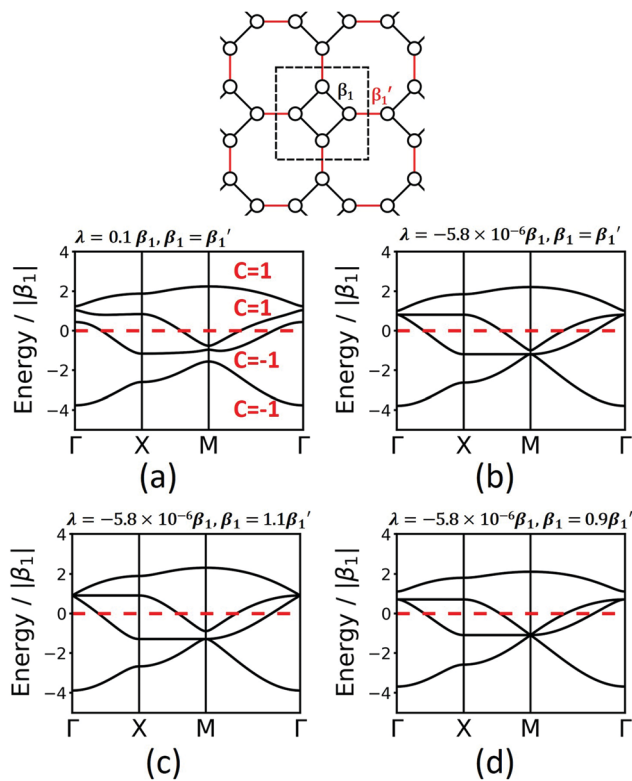 β₁ β₁'
λ = 0.1 β₁, β₁ = β₁'
λ = −5.8 × 10⁻⁶β₁, β₁ = β₁'
Energy / |β₁|
4
2
0
−2
−4
C=1
C=1
C=-1
C=-1
Γ X M Γ
(a)
Energy / |β₁|
4
2
0
−2
−4
Γ X M Γ
(b)
λ = −5.8 × 10⁻⁶β₁, β₁ = 1.1β₁'
λ = −5.8 × 10⁻⁶β₁, β₁ = 0.9β₁'
Energy / |β₁|
4
2
0
−2
−4
Γ X M Γ
(c)
Energy / |β₁|
4
2
0
−2
−4
Γ X M Γ
(d)